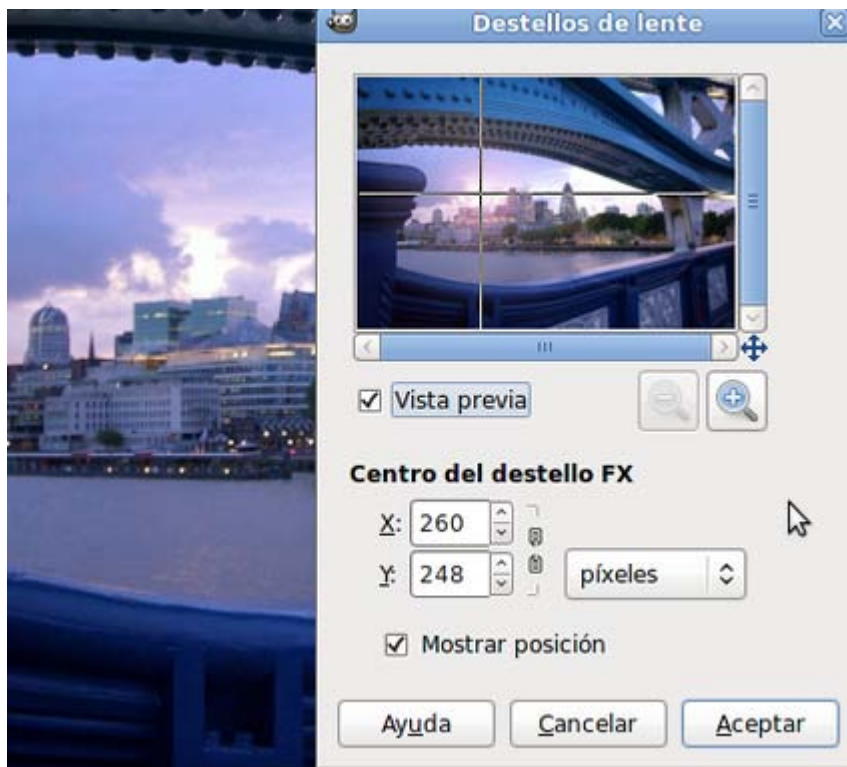 Destellos de lente
Vista previa
Centro del destello FX
X: 260
Y: 248 píxeles
Mostrar posición
Ayuda Cancelar Aceptar